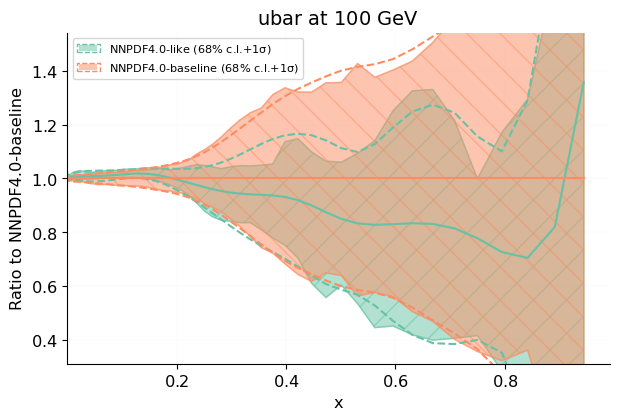 ubar at 100 GeV
NNPDF4.0-like (68% c.l.+1σ)
NNPDF4.0-baseline (68% c.l.+1σ)
Ratio to NNPDF4.0-baseline
1.4
1.2
1.0
0.8
0.6
0.4
0.2 0.4 0.6 0.8
x